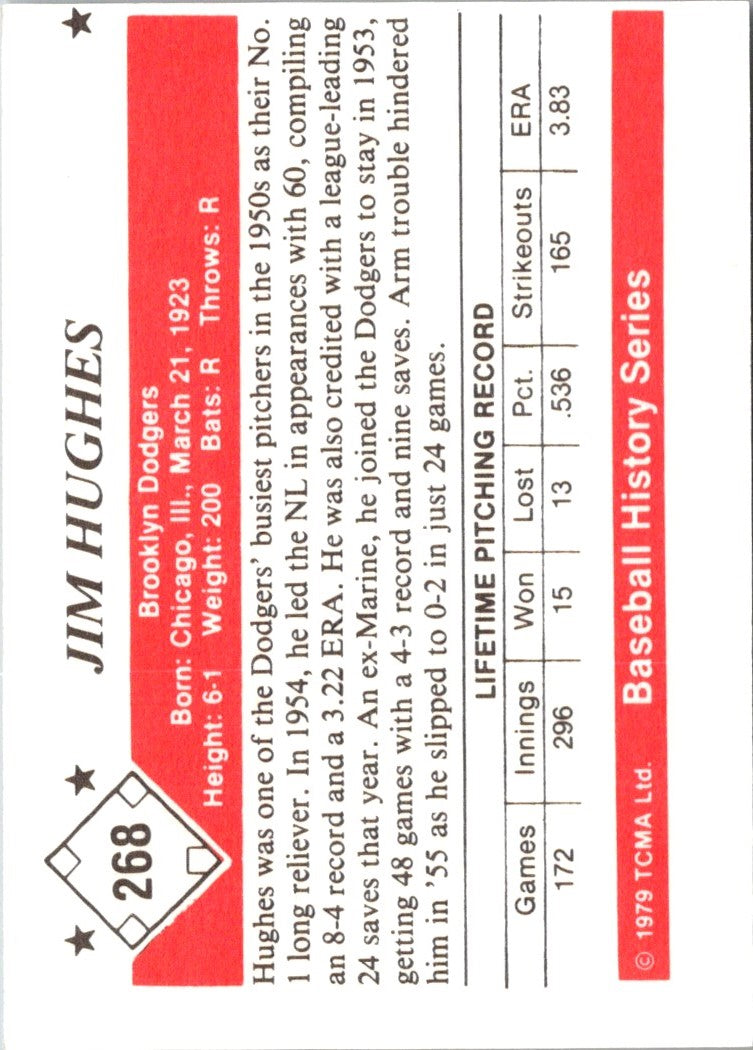 268
JIM HUGHES
Brooklyn Dodgers
Born: Chicago, Ill., March 21, 1923
Height: 6-1 Weight: 200 Bats: R Throws: R
Hughes was one of the Dodgers' busiest pitchers in the 1950s as their No.
1 long reliever. In 1954, he led the NL in appearances with 60, compiling
an 8-4 record and a 3.22 ERA. He was also credited with a league-leading
24 saves that year. An ex-Marine, he joined the Dodgers to stay in 1953,
getting 48 games with a 4-3 record and nine saves. Arm trouble hindered
him in '55 as he slipped to 0-2 in just 24 games.
LIFETIME PITCHING RECORD
Games Innings Won Lost Pct. Strikeouts ERA
172 296 15 13 .536 165 3.83
© 1979 TCMA Ltd. Baseball History Series